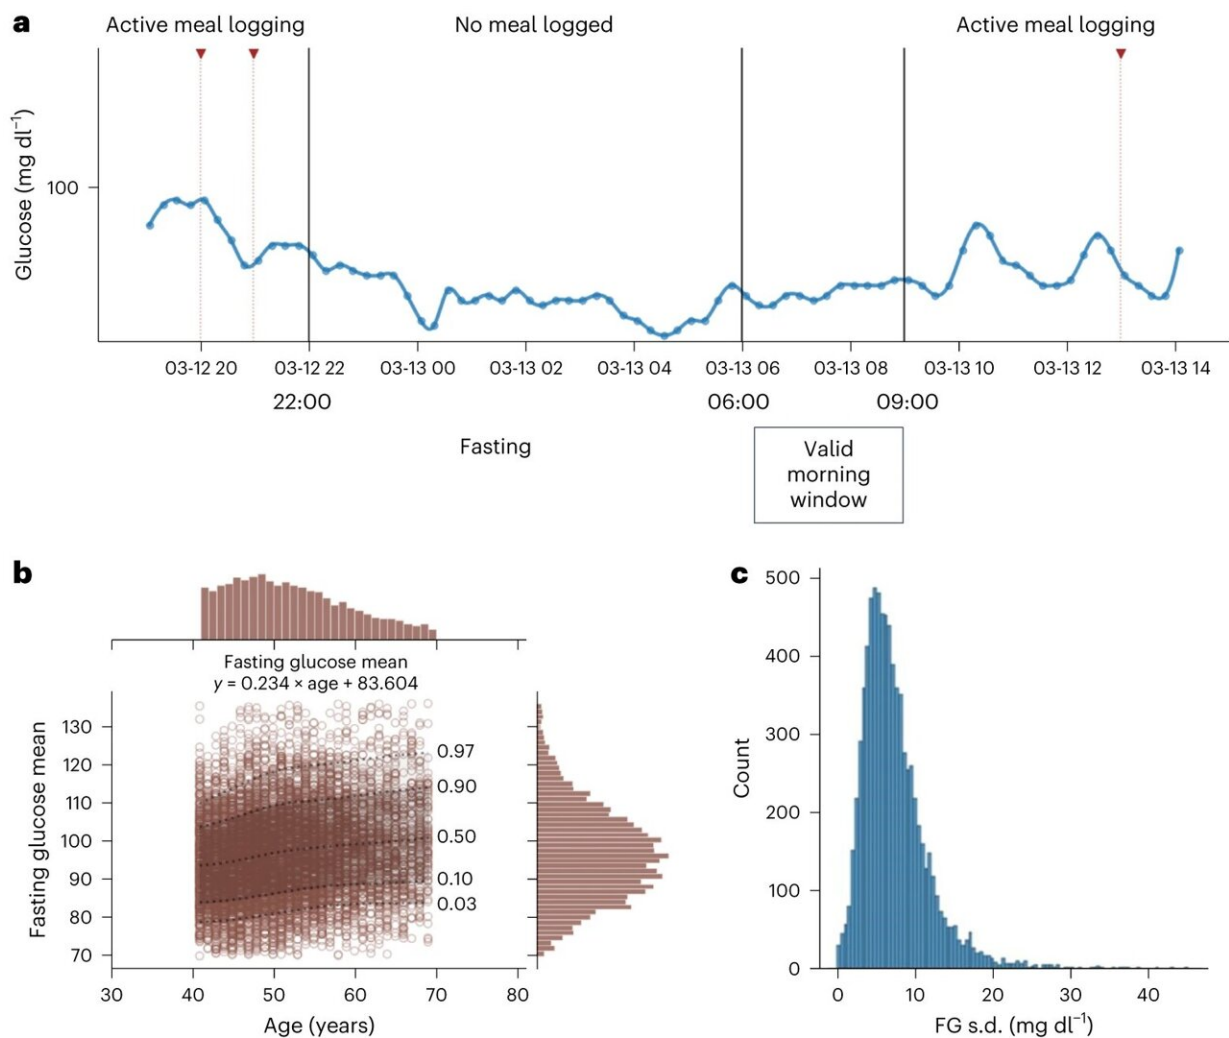 a
Active meal logging
No meal logged
Active meal logging
Glucose (mg dl⁻¹)
100
03-12 20
03-12 22
03-13 00
03-13 02
03-13 04
03-13 06
03-13 08
03-13 10
03-13 12
03-13 14
22:00
06:00
09:00
Fasting
Valid
morning
window
b
Fasting glucose mean
y = 0.234 × age + 83.604
Fasting glucose mean
130
120
110
100
90
80
70
0.97
0.90
0.50
0.10
0.03
30
40
50
60
70
80
Age (years)
c
Count
500
400
300
200
100
0
0
10
20
30
40
FG s.d. (mg dl⁻¹)